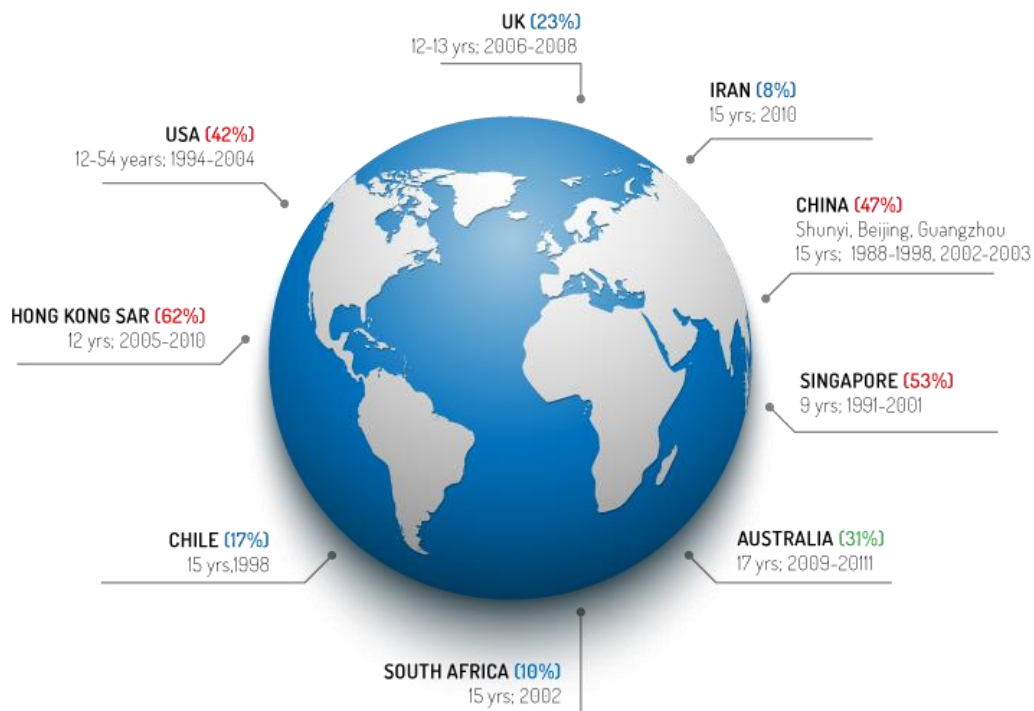 UK (23%)
12-13 yrs; 2006-2008
IRAN (8%)
15 yrs; 2010
USA (42%)
12-54 years; 1994-2004
CHINA (47%)
Shunyi, Beijing, Guangzhou
15 yrs; 1988-1998, 2002-2003
HONG KONG SAR (62%)
12 yrs; 2005-2010
SINGAPORE (53%)
9 yrs; 1991-2001
CHILE (17%)
15 yrs,1998
AUSTRALIA (31%)
17 yrs; 2009-20111
SOUTH AFRICA (10%)
15 yrs; 2002